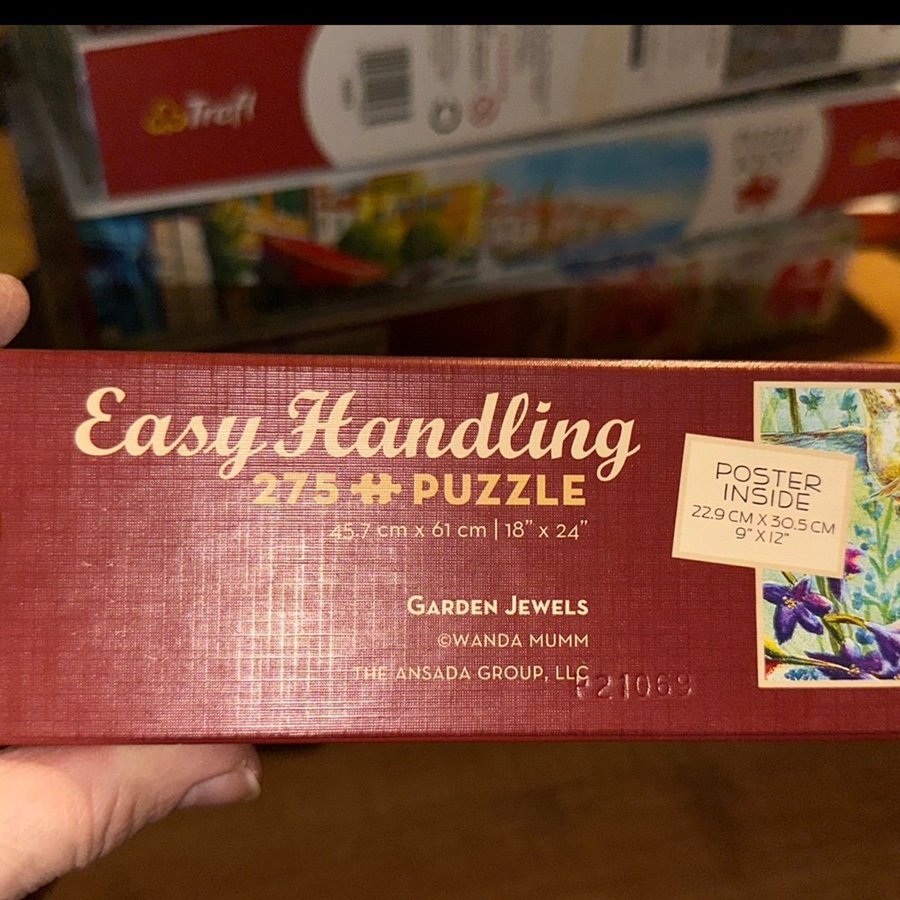 Trefl
Easy Handling
275 PUZZLE
45.7 cm x 61 cm | 18" x 24"
GARDEN JEWELS
©WANDA MUMM
THE ANSADA GROUP, LLC
P21069
POSTER
INSIDE
22.9 CM X 30.5 CM
9" X 12"